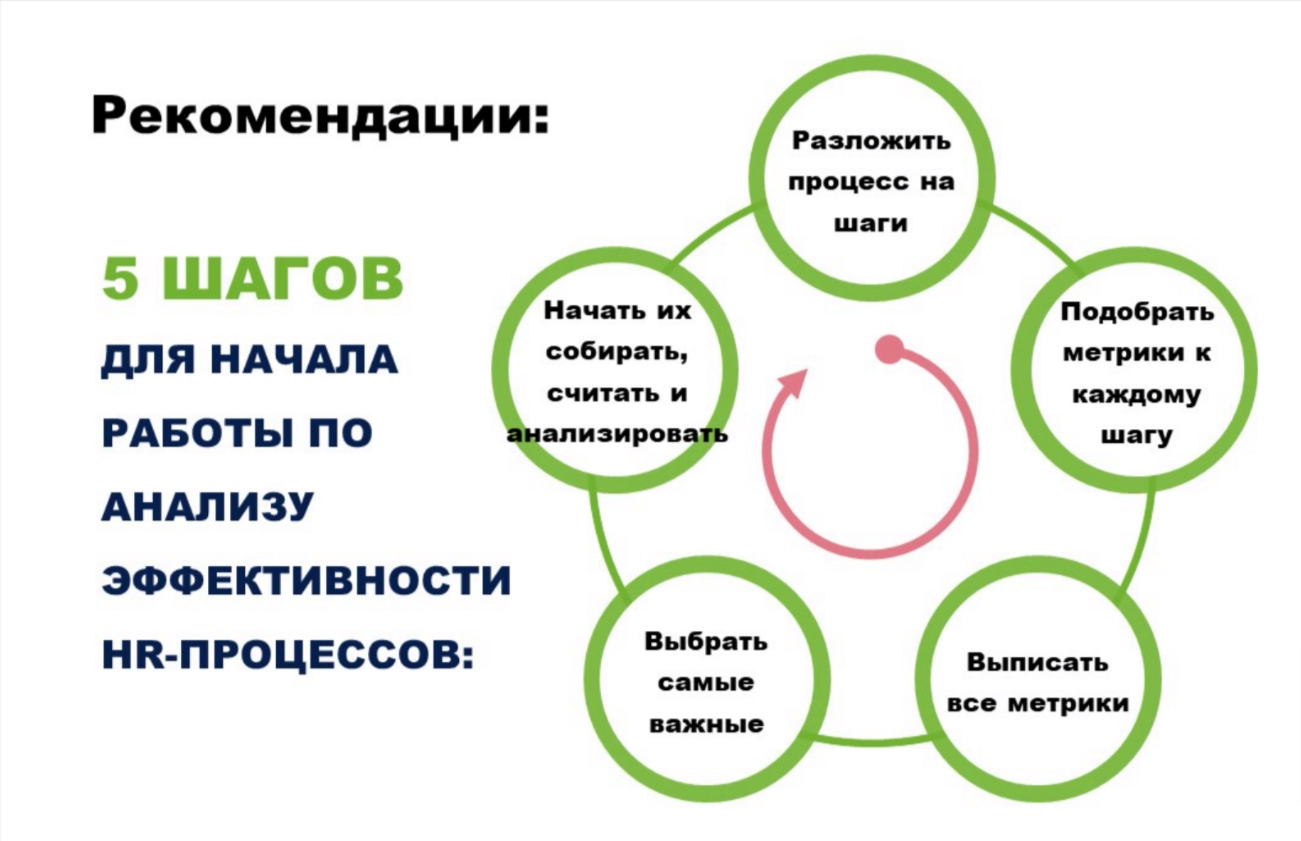 Рекомендации:
5 ШАГОВ
ДЛЯ НАЧАЛА
РАБОТЫ ПО
АНАЛИЗУ
ЭФФЕКТИВНОСТИ
HR-ПРОЦЕССОВ:
Разложить
процесс на
шаги
Подобрать
метрики к
каждому
шагу
Выписать
все метрики
Выбрать
самые
важные
Начать их
собирать,
считать и
анализировать